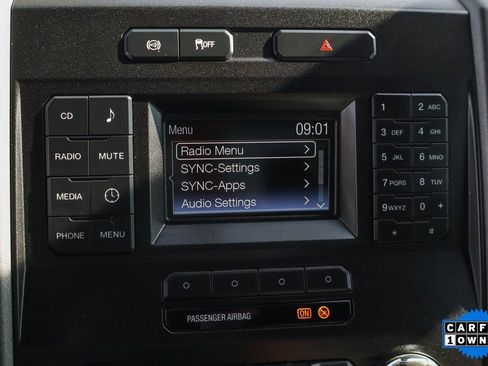 OFF
CD
RADIO MUTE
MEDIA
PHONE MENU
Menu 09:01
Radio Menu
SYNC-Settings
SYNC-Apps
Audio Settings
1 2 ABC
3 DEF 4 GHI
5 JKL 6 MNO
7 PQRS 8 TUV
9 WXYZ 0 +
* #
PASSENGER AIRBAG ON
CARF
1 OWN